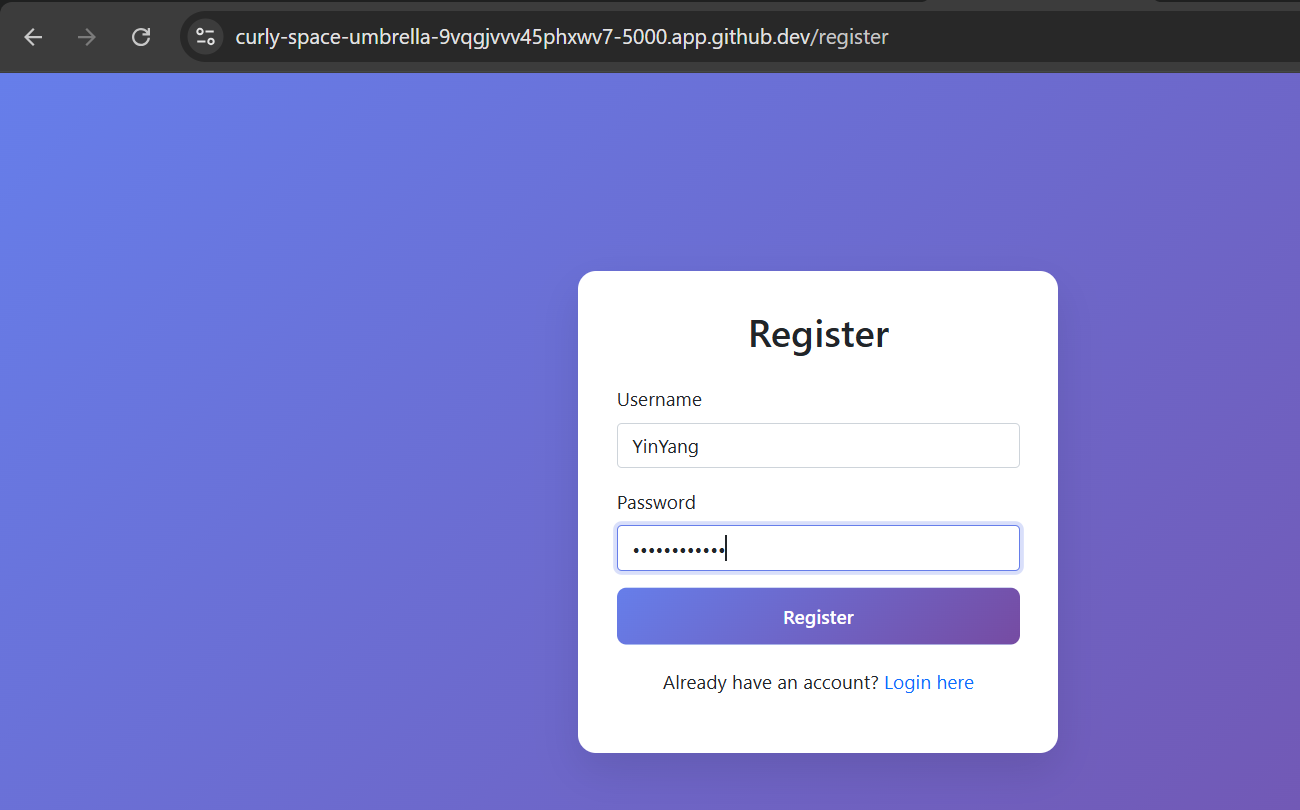 curly-space-umbrella-9vqgjvvv45phxwv7-5000.app.github.dev/register
Register
Username
YinYang
Password
••••••••••••
Register
Already have an account? Login here